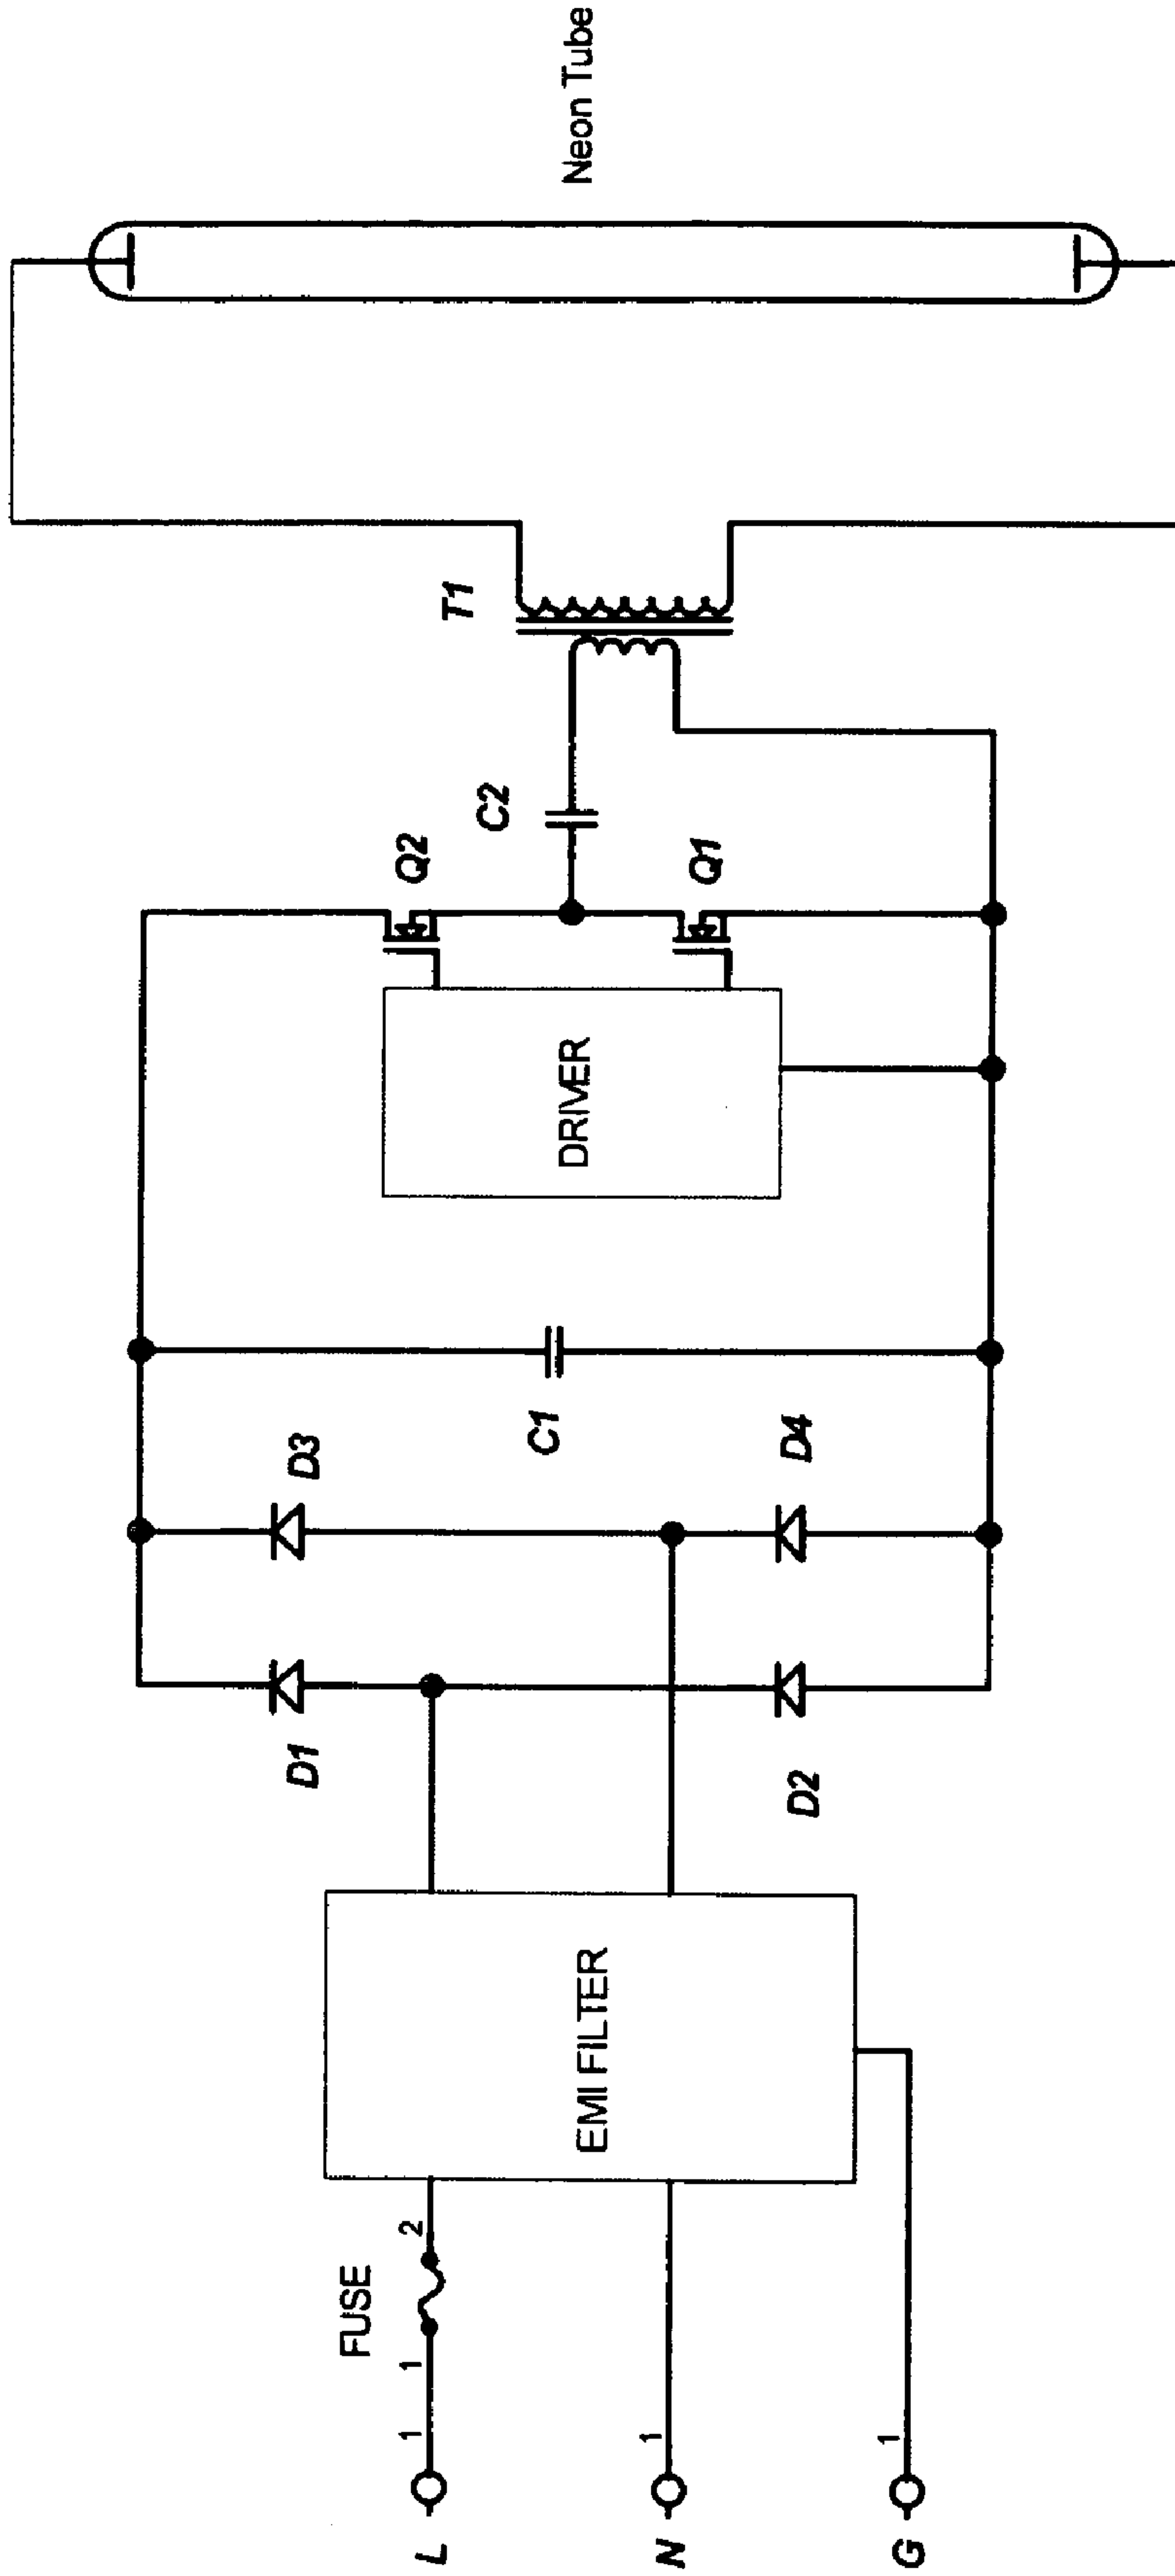 L
1
1
FUSE
2
N
1
G
1
EMI FILTER
D1
D2
D3
D4
C1
DRIVER
Q2
Q1
C2
T1
Neon Tube